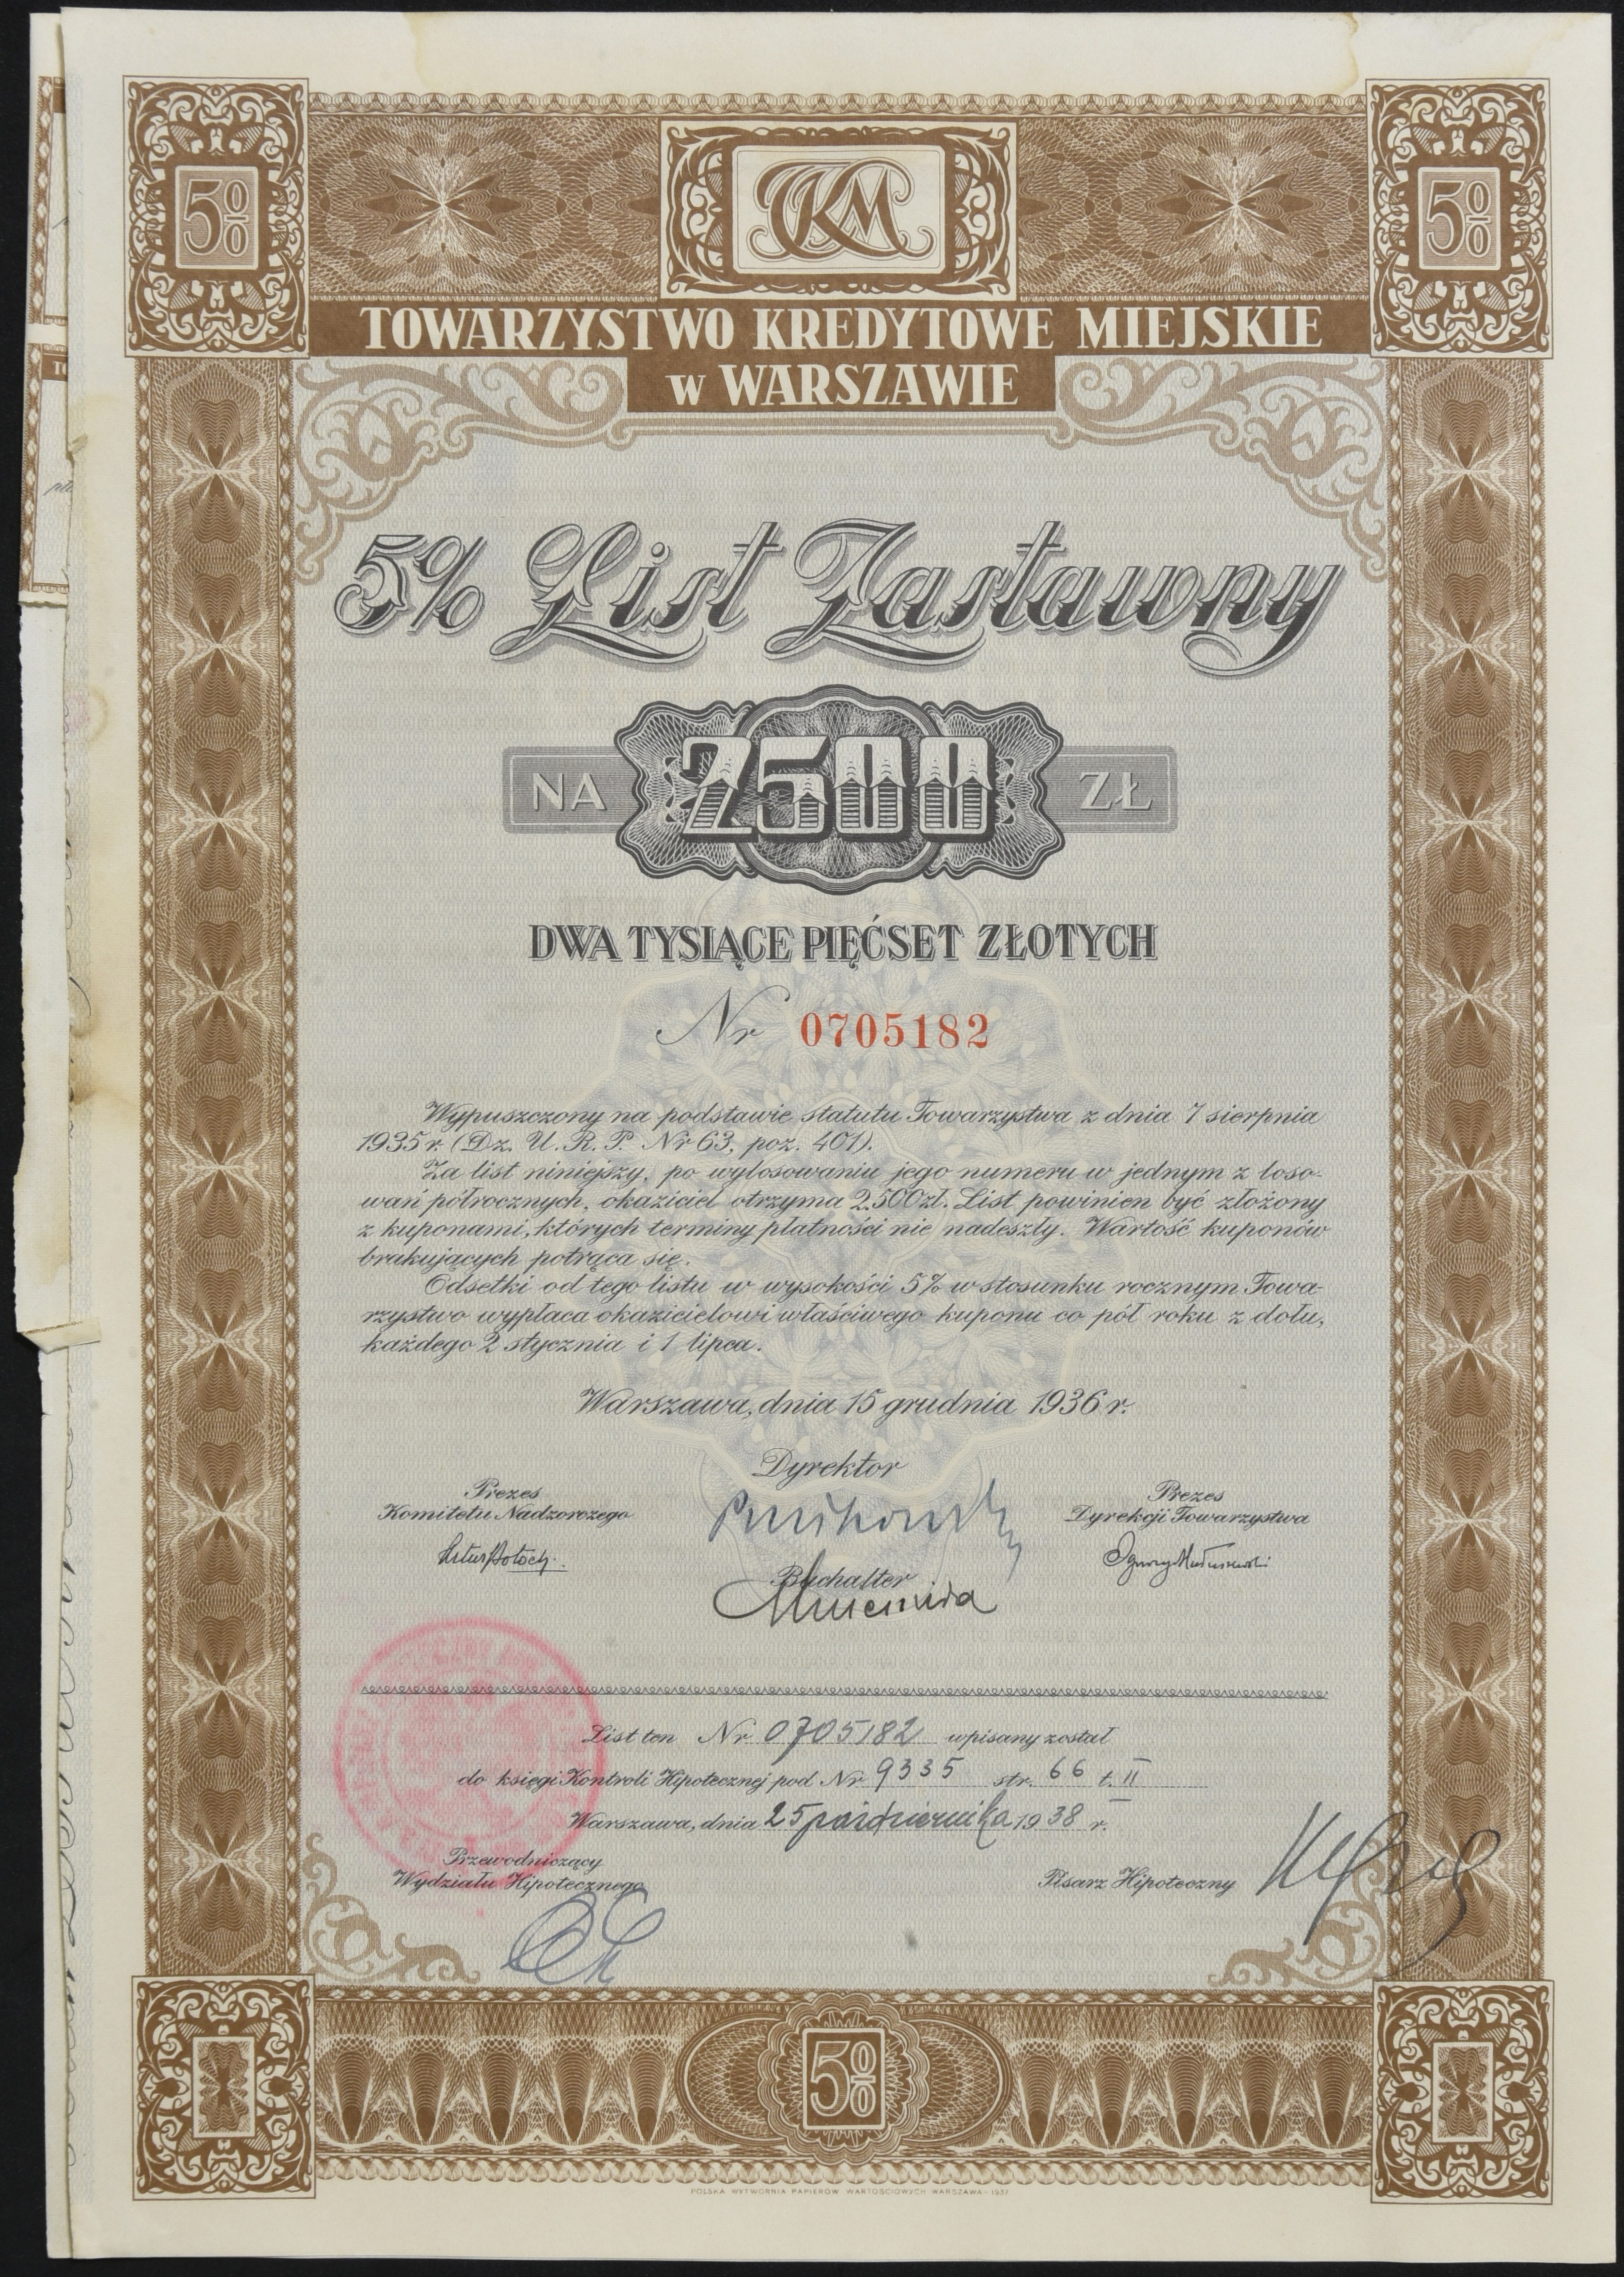 5%
TKM
5%
TOWARZYSTWO KREDYTOWE MIEJSKIE
w WARSZAWIE
5% List Zastawny
NA 2500 ZŁ
DWA TYSIĄCE PIĘĆSET ZŁOTYCH
Nr 0705182
Wypuszczony na podstawie statutu Towarzystwa z dnia 7 sierpnia
1935 r. (Dz. U. R. P. Nr 63, poz. 401).
Za list niniejszy, po wylosowaniu jego numeru w jednym z loso-
wań półrocznych, okaziciel otrzyma 2.500 zł. List powinien być złożony
z kuponami, których terminy płatności nie nadeszły. Wartość kuponów
brakujących potrąca się.
Odsetki od tego listu w wysokości 5% w stosunku rocznym Towa-
rzystwo wypłaca okazicielowi właściwego kuponu co pół roku z dołu,
każdego 2 stycznia i 1 lipca.
Warszawa, dnia 15 grudnia 1936 r.
Dyrektor
Prezes
Komitetu Nadzorczego
Prezes
Dyrekcji Towarzystwa
Buchalter
List ten Nr 0705182 wpisany został
do księgi Kontroli Hipotecznej pod Nr 9335 str. 66 t. II
Warszawa, dnia 25 października 1938 r.
Przewodniczący
Wydziału Hipotecznego
Pisarz Hipoteczny
5%
POLSKA WYTWÓRNIA PAPIERÓW WARTOŚCIOWYCH WARSZAWA - 1937